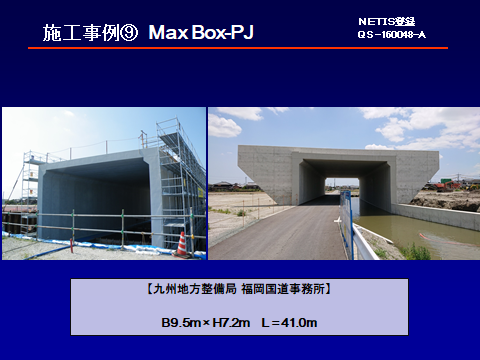 施工事例⑨ Max Box-PJ
NETIS登録
QS-160048-A
【九州地方整備局 福岡国道事務所】
B9.5m×H7.2m L=41.0m